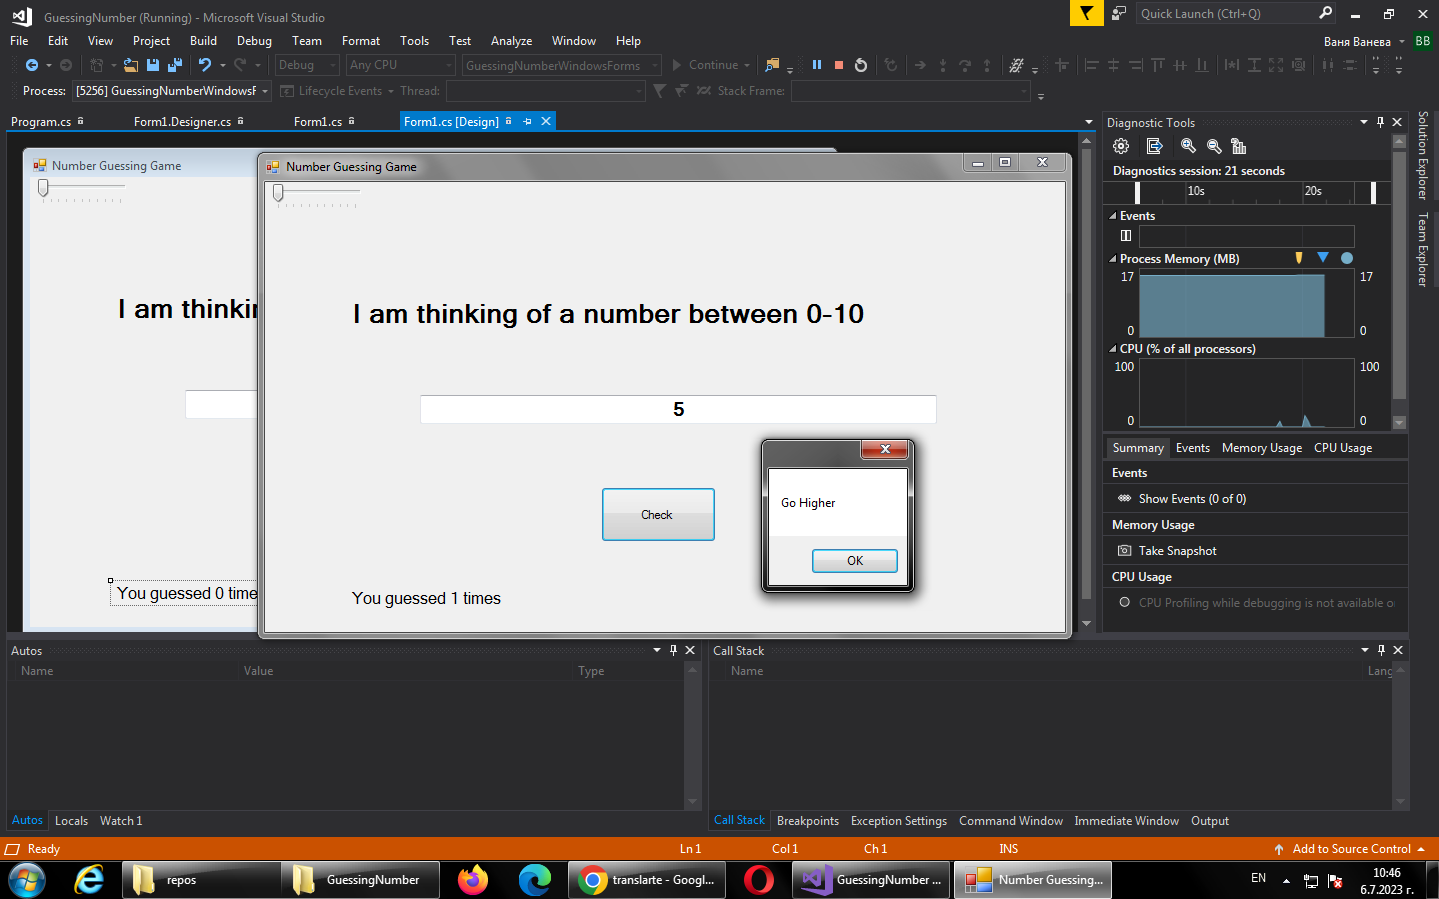 GuessingNumber (Running) - Microsoft Visual Studio
Quick Launch (Ctrl+Q)
File Edit View Project Build Debug Team Format Tools Test Analyze Window Help
Ваня Ванева BB
Debug Any CPU GuessingNumberWindowsForms Continue
Process: [5256] GuessingNumberWindowsF Lifecycle Events Thread: Stack Frame:
Program.cs Form1.Designer.cs Form1.cs Form1.cs [Design]
Number Guessing Game
I am thinkin
You guessed 0 time
Number Guessing Game
I am thinking of a number between 0-10
5
Check
You guessed 1 times
Go Higher
OK
Diagnostic Tools
Diagnostics session: 21 seconds
10s 20s
Events
Process Memory (MB)
17 17
0 0
CPU (% of all processors)
100 100
0 0
Summary Events Memory Usage CPU Usage
Events
Show Events (0 of 0)
Memory Usage
Take Snapshot
CPU Usage
CPU Profiling while debugging is not available o
Solution Explorer
Team Explorer
Autos
Name Value Type
Autos Locals Watch 1
Call Stack
Name Lang
Call Stack Breakpoints Exception Settings Command Window Immediate Window Output
Ready Ln 1 Col 1 Ch 1 INS Add to Source Control
repos GuessingNumber translarte - Googl... GuessingNumber ... Number Guessing...
EN
10:46
6.7.2023 г.